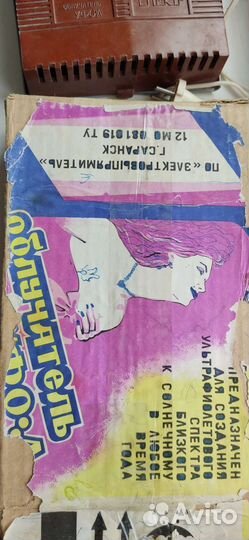 ПО «ЭЛЕКТРОВЫПРЯМИТЕЛЬ»
Г. САРАНСК
12 МО 081 019 ТУ
облучатель
ПРЕДНАЗНАЧЕН
ДЛЯ СОЗДАНИЯ
УЛЬТРАФИОЛЕТОВОГО
СПЕКТРА
БЛИЗКОГО
К СОЛНЕЧНОМУ
В ЛЮБОЕ
ВРЕМЯ
ГОДА
Avito